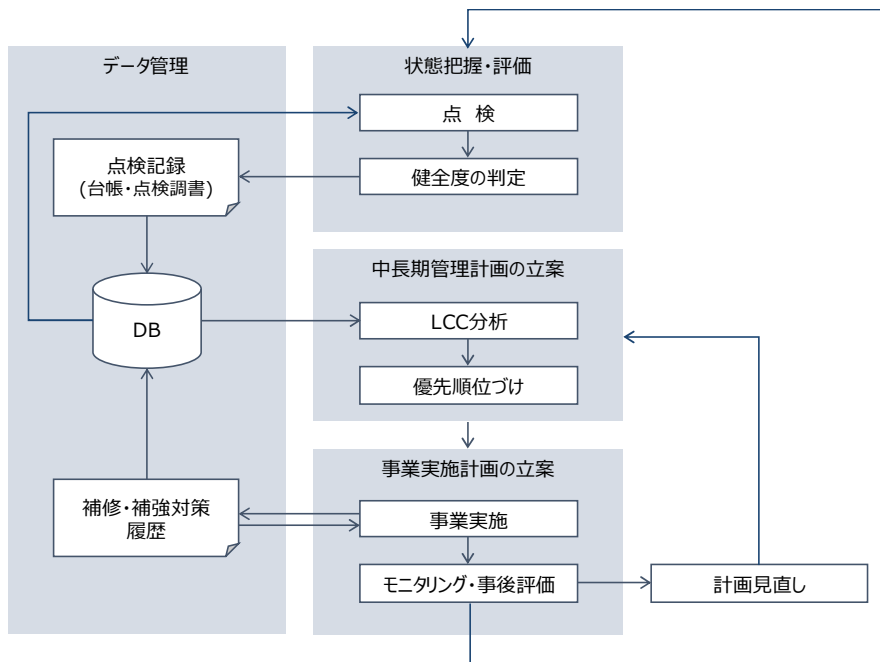 データ管理
点検記録
(台帳・点検調書)
DB
補修・補強対策
履歴
状態把握・評価
点　検
健全度の判定
中長期管理計画の立案
LCC分析
優先順位づけ
事業実施計画の立案
事業実施
モニタリング・事後評価
計画見直し